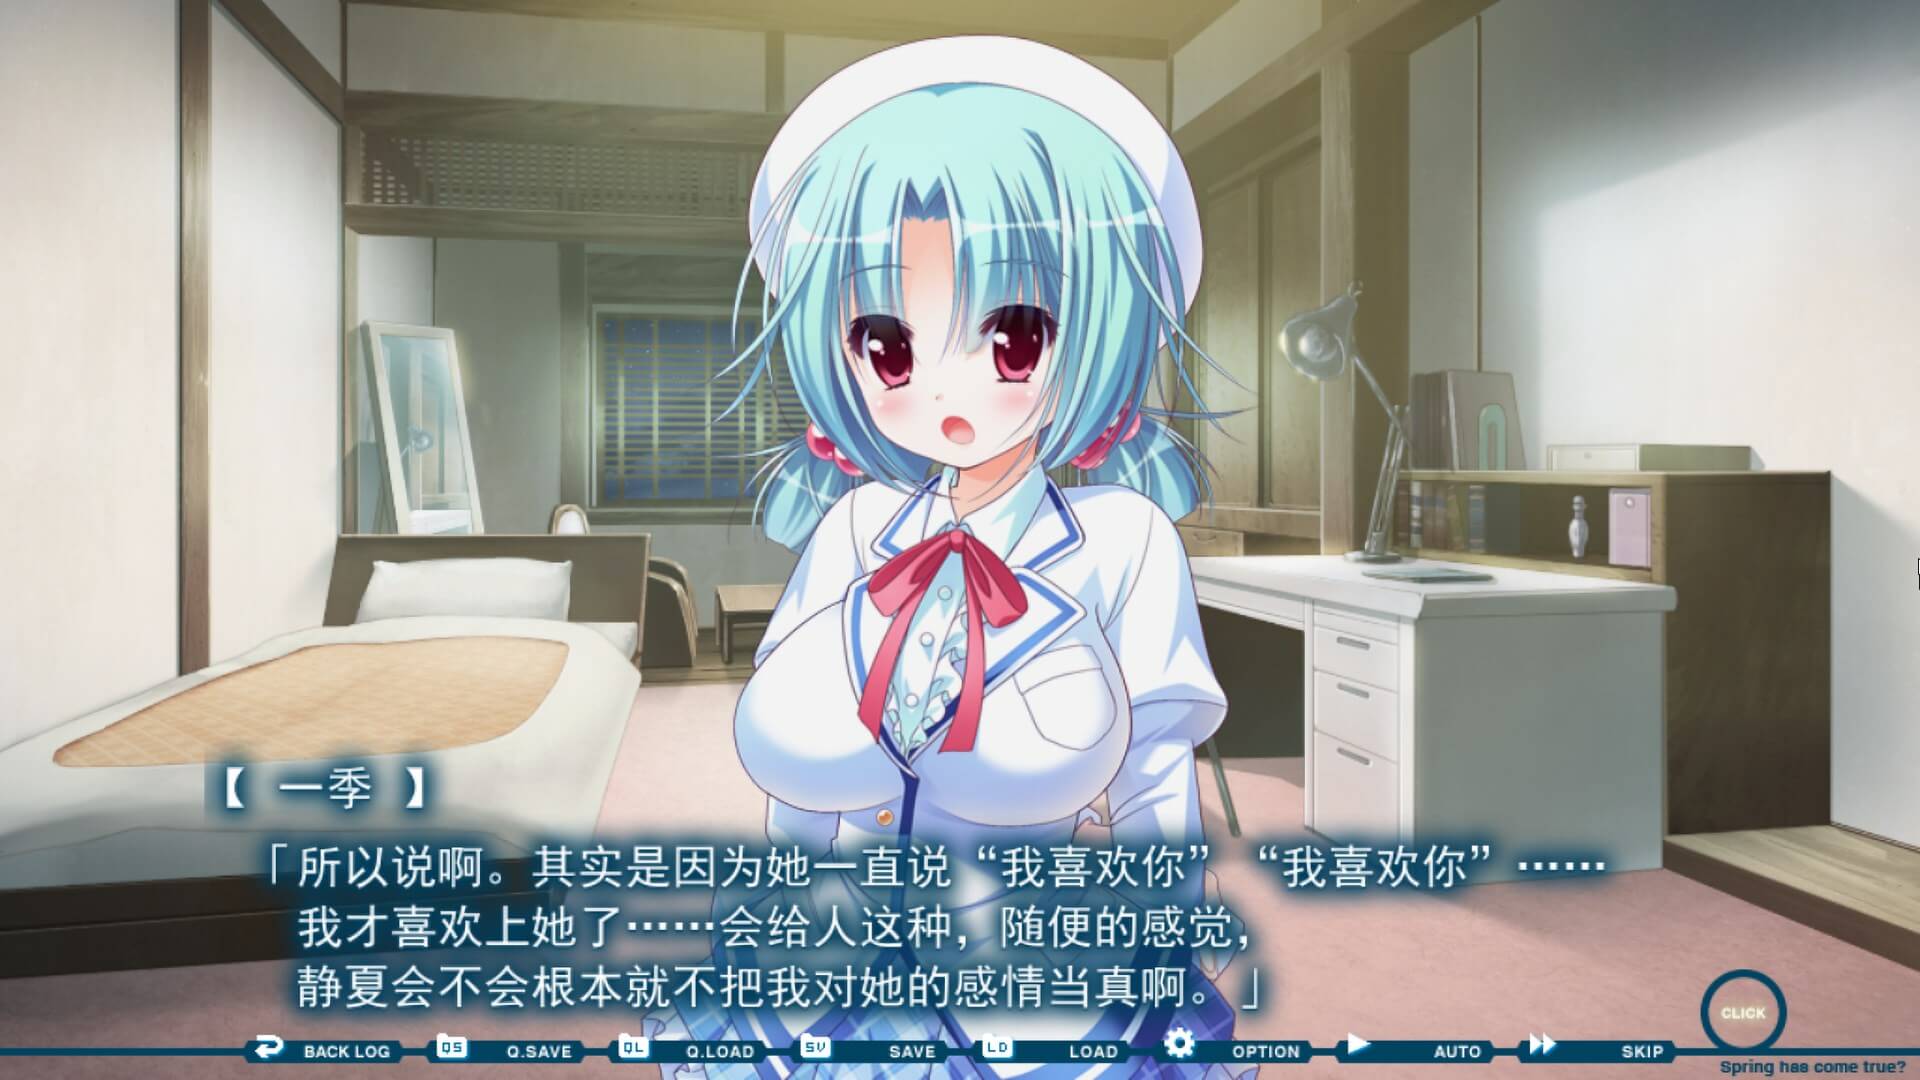 【 一季 】
「所以说啊。其实是因为她一直说“我喜欢你”“我喜欢你”……
我才喜欢上她了……会给人这种，随便的感觉，
静夏会不会根本就不把我对她的感情当真啊。」
CLICK
BACK LOG QS Q.SAVE QL Q.LOAD SV SAVE LD LOAD OPTION AUTO SKIP
Spring has come true?